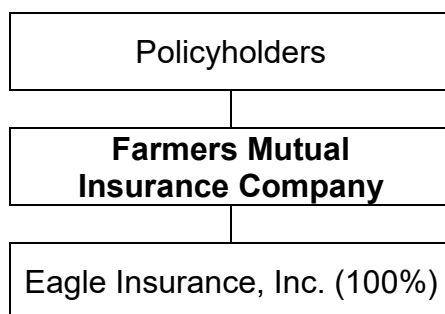 Policyholders
Farmers Mutual
Insurance Company
Eagle Insurance, Inc. (100%)